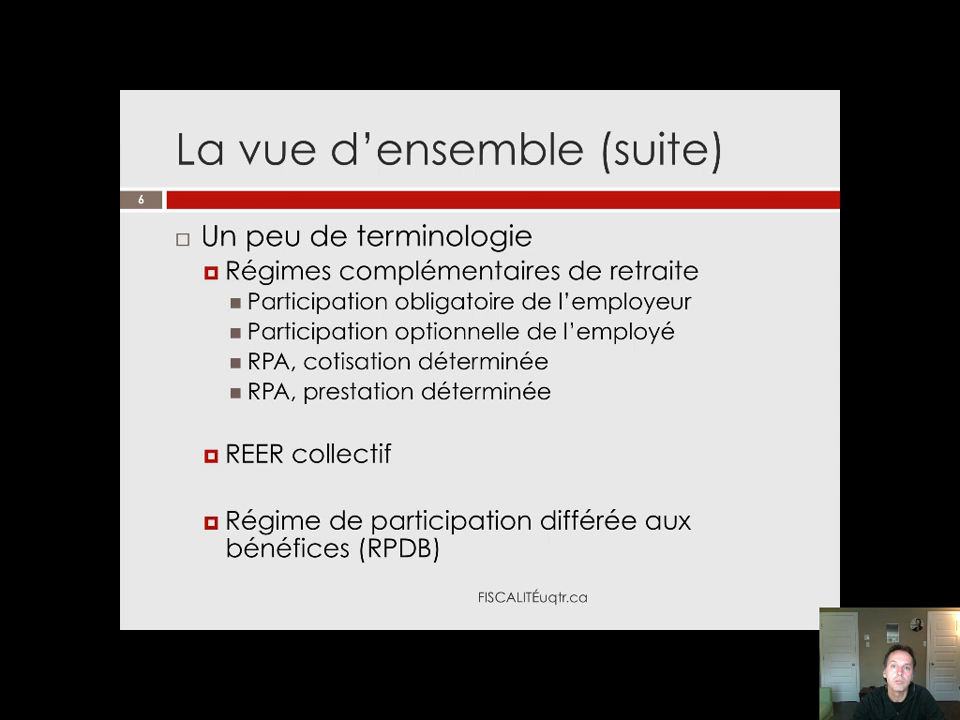 La vue d’ensemble (suite)
6
Un peu de terminologie
Régimes complémentaires de retraite
Participation obligatoire de l’employeur
Participation optionnelle de l’employé
RPA, cotisation déterminée
RPA, prestation déterminée
REER collectif
Régime de participation différée aux
bénéfices (RPDB)
FISCALITÉuqtr.ca